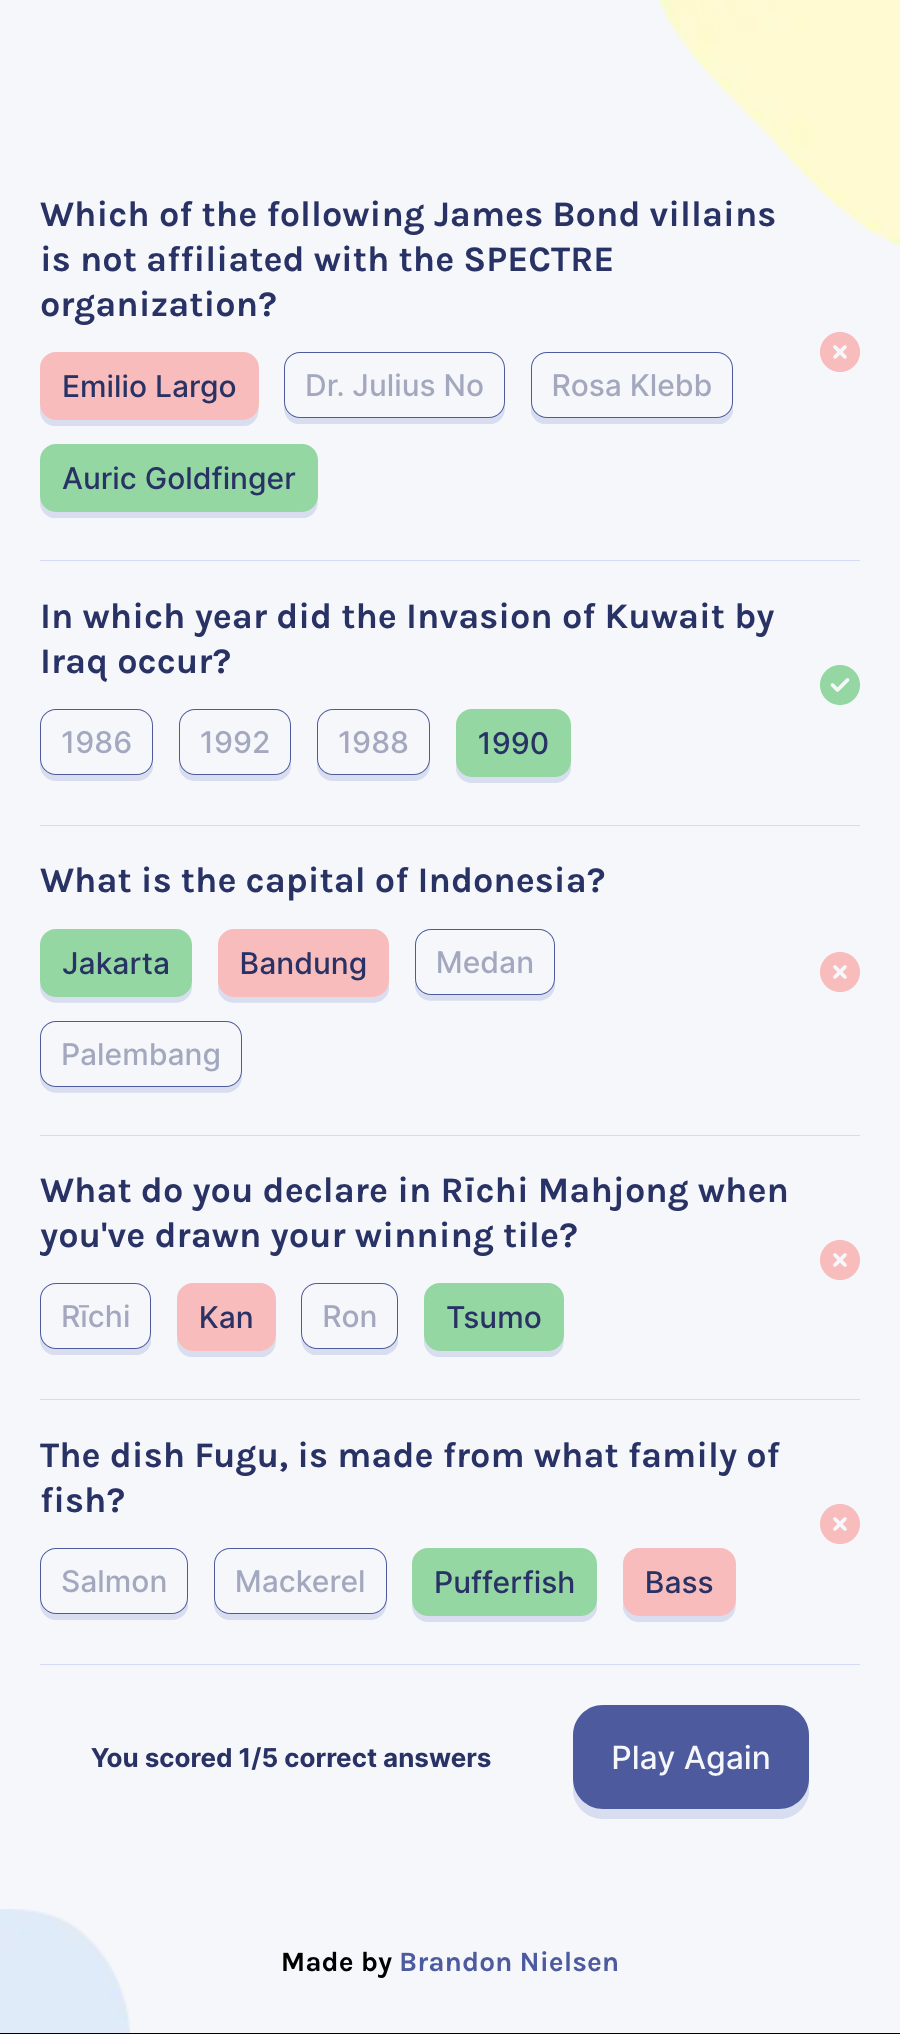 Which of the following James Bond villains
is not affiliated with the SPECTRE
organization?
Emilio Largo Dr. Julius No Rosa Klebb
Auric Goldfinger
In which year did the Invasion of Kuwait by
Iraq occur?
1986 1992 1988 1990
What is the capital of Indonesia?
Jakarta Bandung Medan
Palembang
What do you declare in Rīchi Mahjong when
you've drawn your winning tile?
Rīchi Kan Ron Tsumo
The dish Fugu, is made from what family of
fish?
Salmon Mackerel Pufferfish Bass
You scored 1/5 correct answers Play Again
Made by Brandon Nielsen